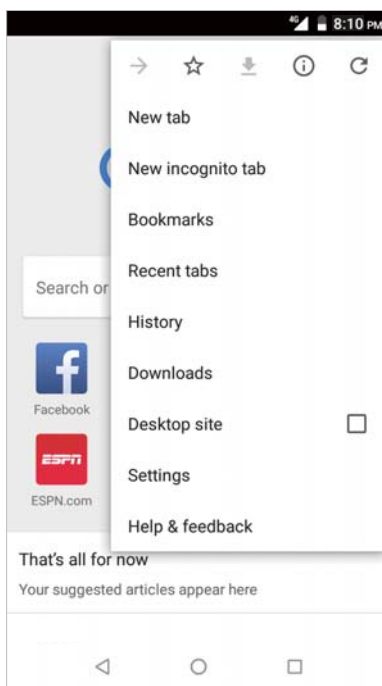 4G 8:10 PM
New tab
New incognito tab
Bookmarks
Search or
Recent tabs
History
Downloads
Facebook
Desktop site
ESPN
Settings
ESPN.com
Help & feedback
That's all for now
Your suggested articles appear here